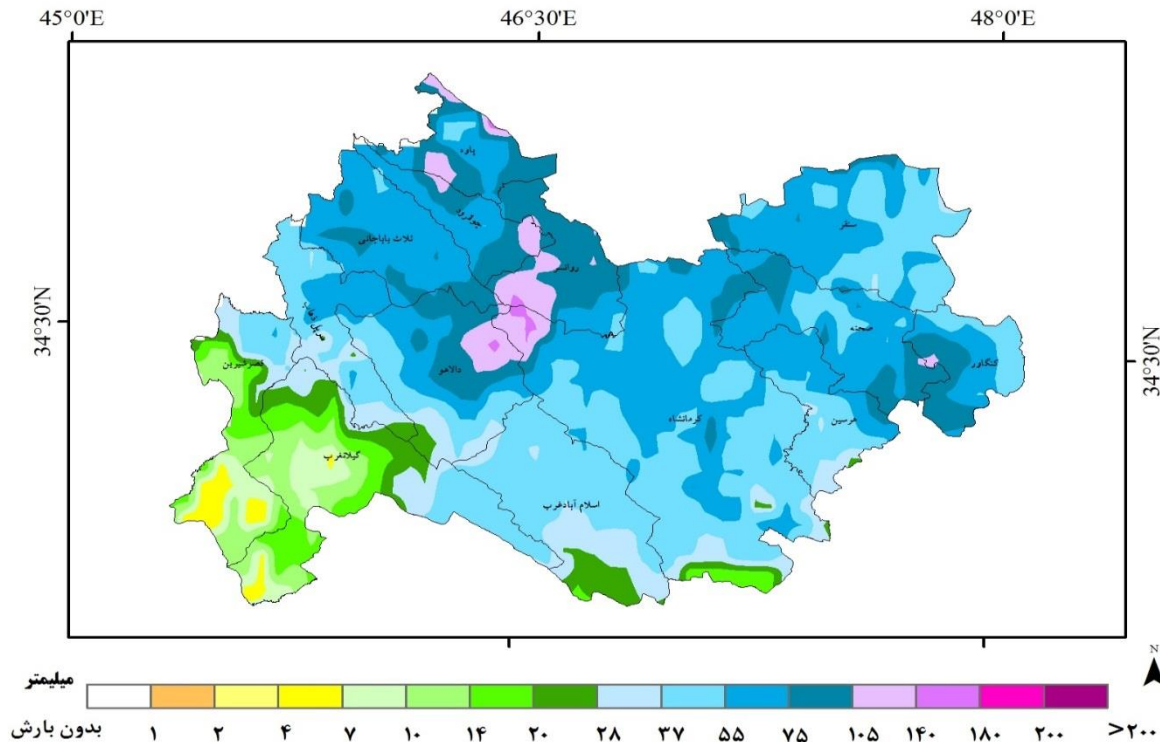 45°0'E 46°30'E 48°0'E
پاوه
جوانرود
سنقر
ثلاث باباجانی
روانسر
34°30'N
صحنه
قصرشیرین
دالاهو
کنگاور
34°30'N
کرمانشاه
هرسین
گیلانغرب
اسلام آبادغرب
N
میلیمتر
بدون بارش ۱ ۲ ۴ ۷ ۱۰ ۱۴ ۲۰ ۲۸ ۳۷ ۵۵ ۷۵ ۱۰۵ ۱۴۰ ۱۸۰ ۲۰۰ >۲۰۰